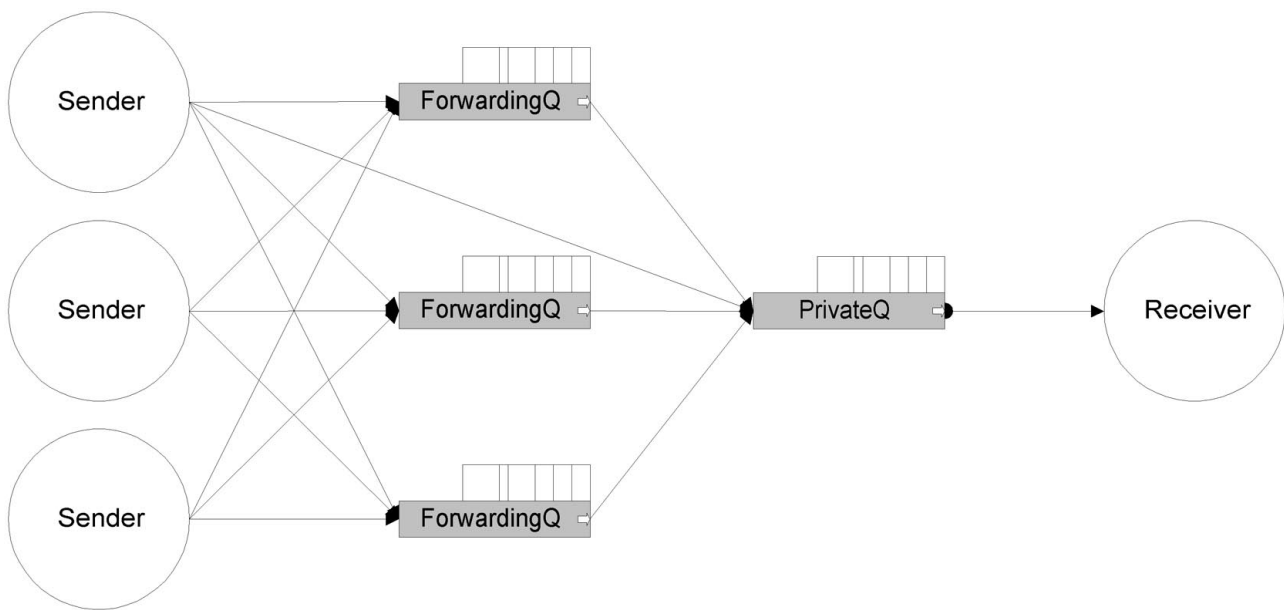 Sender
ForwardingQ
Sender
ForwardingQ
PrivateQ
Receiver
Sender
ForwardingQ